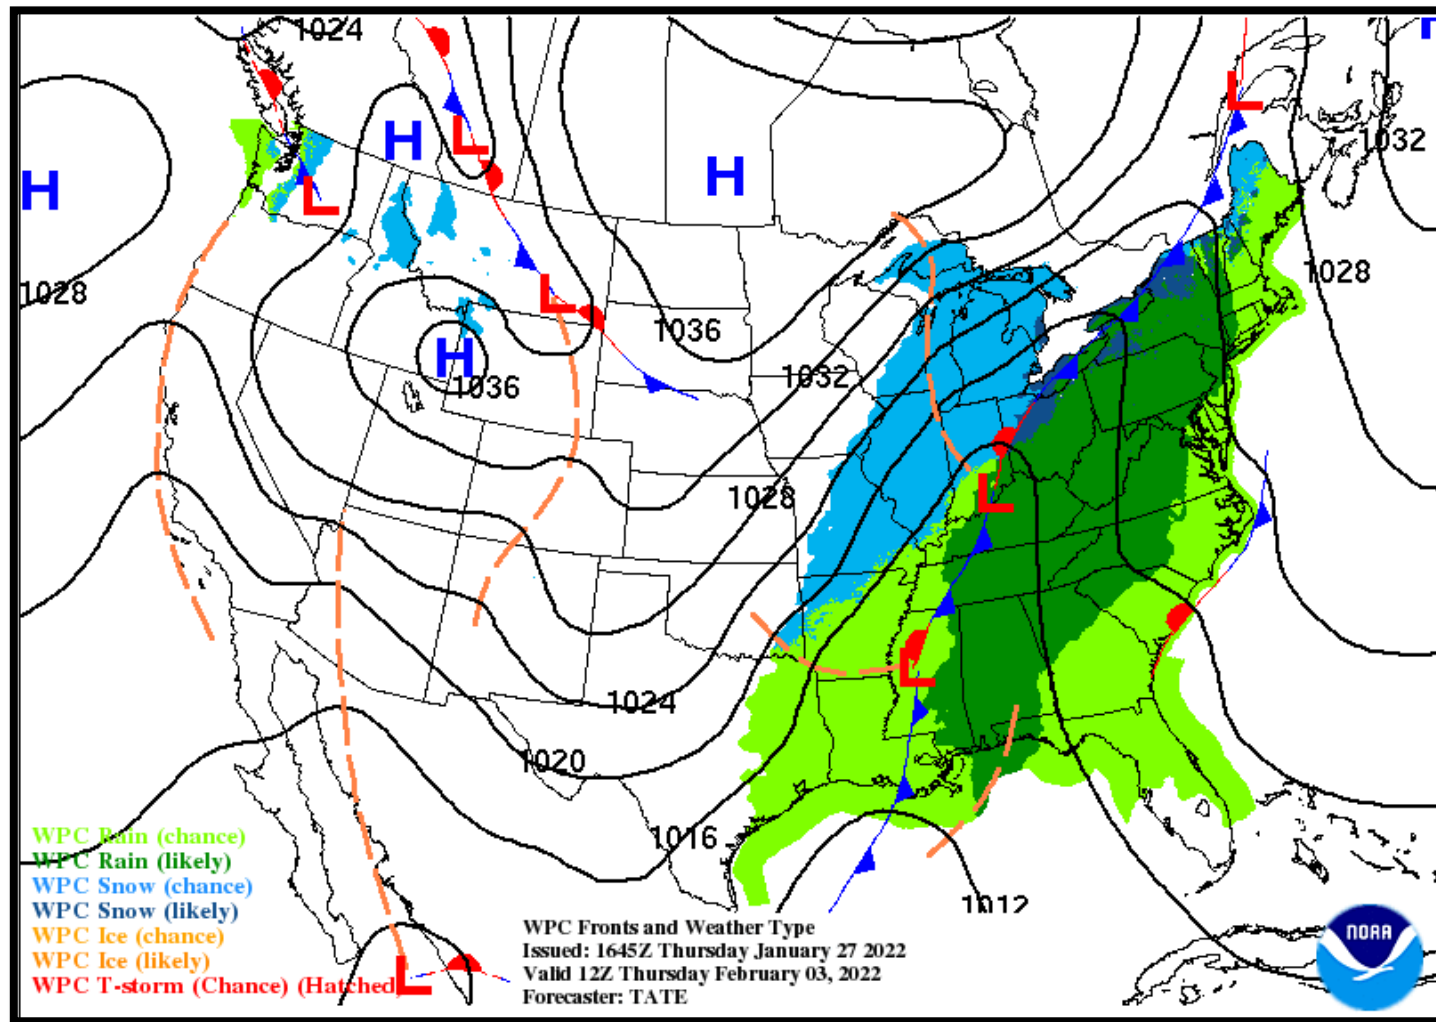 1024
H
L
H
H
L
1032
H
L
1028
1028
L
1036
H
1036
1032
1028
L
L
1024
1020
1016
1012
L
WPC Rain (chance)
WPC Rain (likely)
WPC Snow (chance)
WPC Snow (likely)
WPC Ice (chance)
WPC Ice (likely)
WPC T-storm (Chance) (Hatched)
WPC Fronts and Weather Type
Issued: 1645Z Thursday January 27 2022
Valid 12Z Thursday February 03, 2022
Forecaster: TATE
NOAA